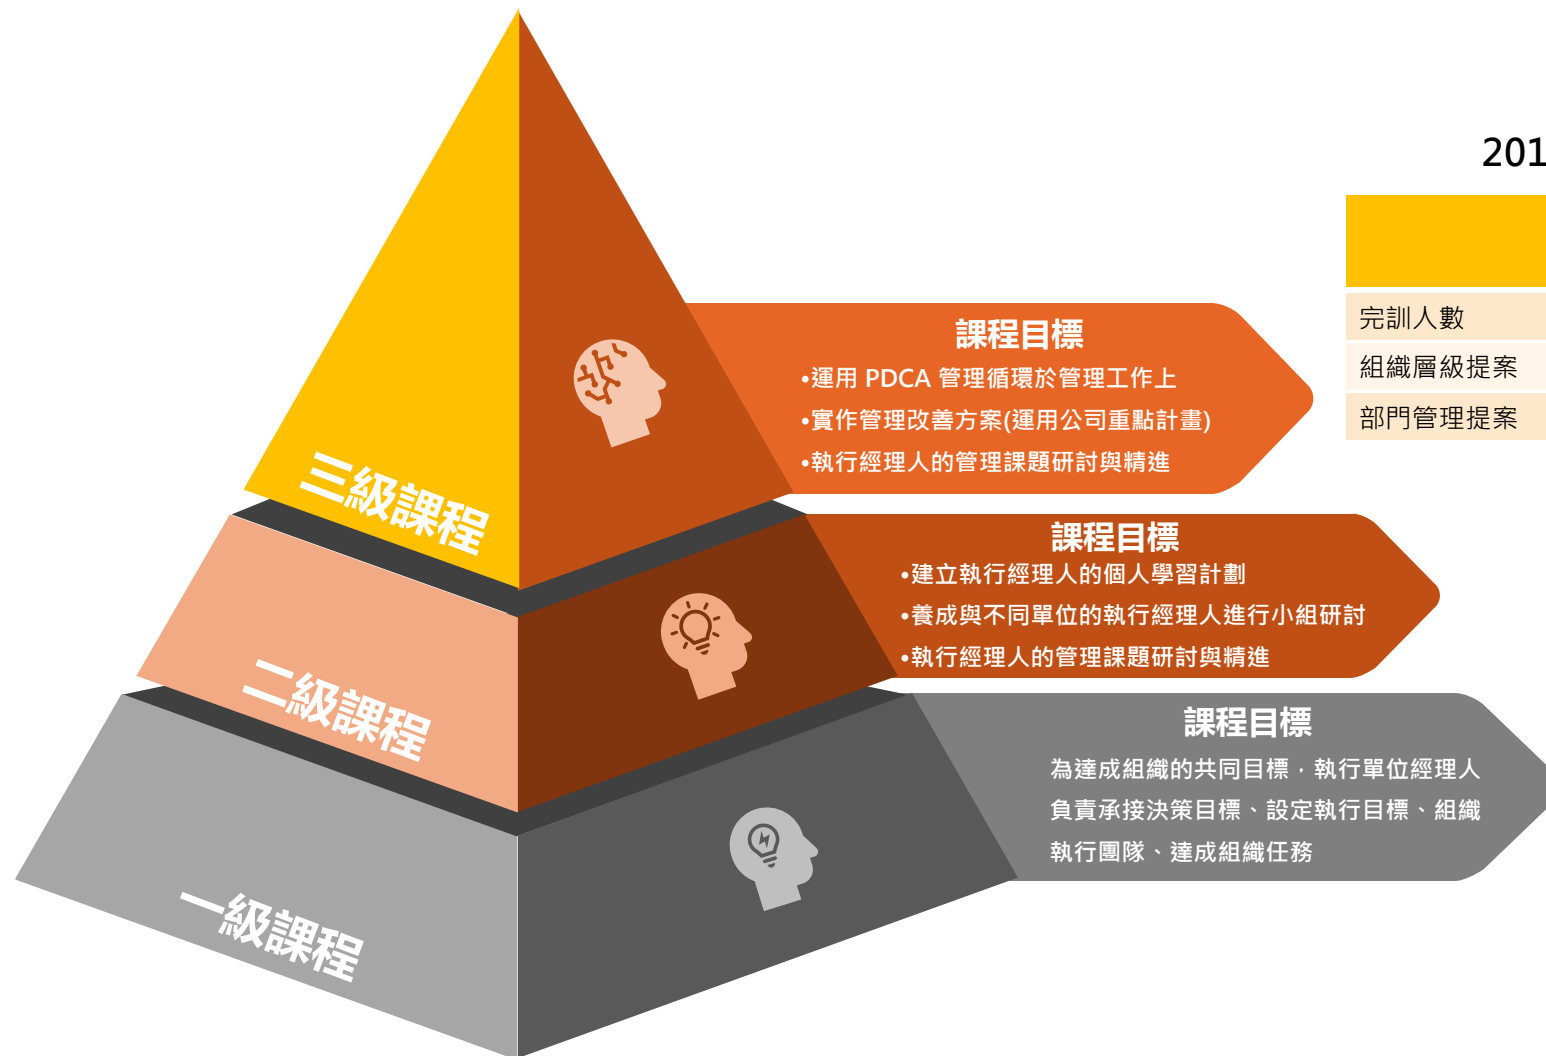 三級課程
課程目標
•運用 PDCA 管理循環於管理工作上
•實作管理改善方案(運用公司重點計畫)
•執行經理人的管理課題研討與精進
二級課程
課程目標
•建立執行經理人的個人學習計劃
•養成與不同單位的執行經理人進行小組研討
•執行經理人的管理課題研討與精進
一級課程
課程目標
為達成組織的共同目標，執行單位經理人
負責承接決策目標、設定執行目標、組織
執行團隊、達成組織任務
201
完訓人數
組織層級提案
部門管理提案